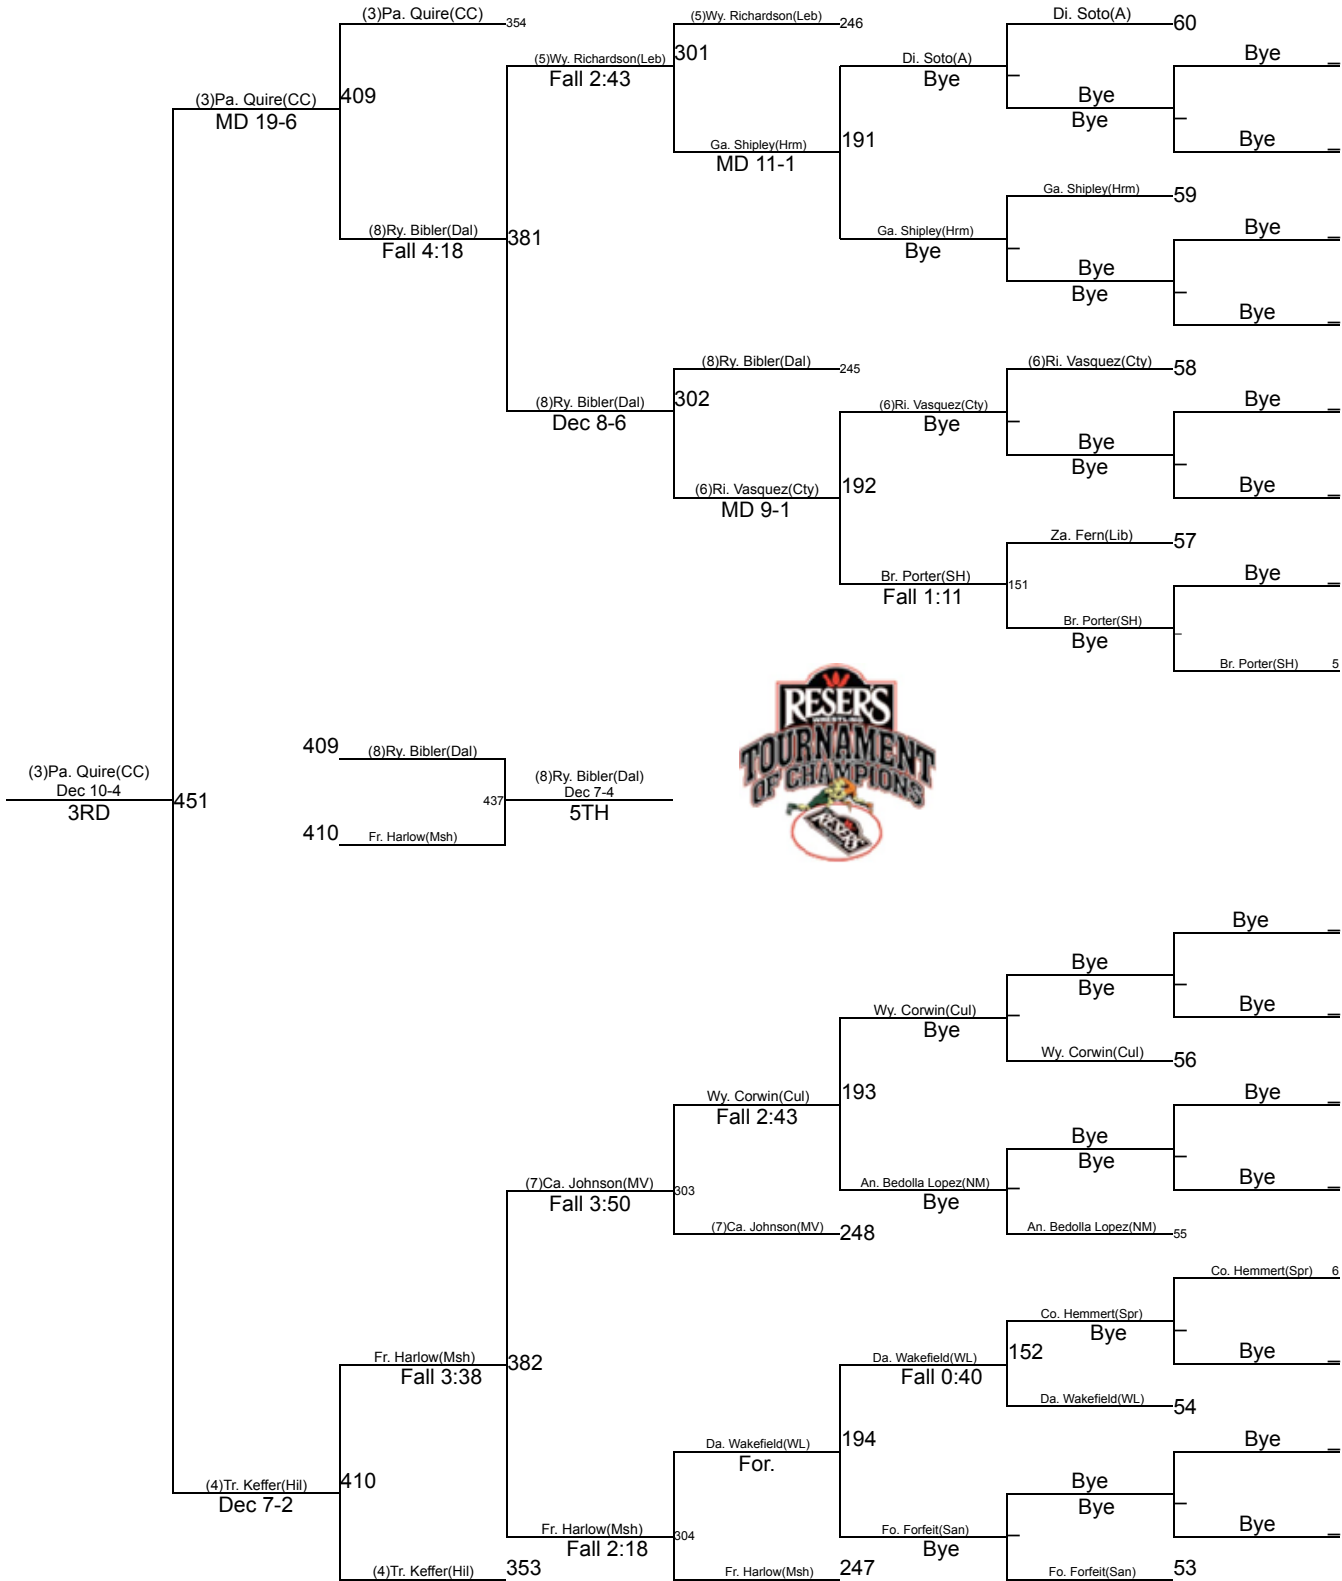 (3)Pa. Quire(CC)
354
(5)Wy. Richardson(Leb)
246
Di. Soto(A)
60
(5)Wy. Richardson(Leb)
Fall 2:43
301
Di. Soto(A)
Bye
Bye _
(3)Pa. Quire(CC)
MD 19-6
409
Bye
Bye
Ga. Shipley(Hrm)
MD 11-1
191
Bye _
Ga. Shipley(Hrm)
59
(8)Ry. Bibler(Dal)
Fall 4:18
381
Ga. Shipley(Hrm)
Bye
Bye _
Bye
Bye
Bye _
(8)Ry. Bibler(Dal)
245
(6)Ri. Vasquez(Cty)
58
(8)Ry. Bibler(Dal)
Dec 8-6
302
(6)Ri. Vasquez(Cty)
Bye
Bye _
Bye
Bye
(6)Ri. Vasquez(Cty)
MD 9-1
192
Bye _
Za. Fern(Lib)
57
Br. Porter(SH)
Fall 1:11
151
Bye _
Br. Porter(SH)
Bye
Br. Porter(SH) 5
RESER'S
WRESTLING
TOURNAMENT
OF CHAMPIONS
RESER'S
409 (8)Ry. Bibler(Dal)
(3)Pa. Quire(CC)
Dec 10-4
3RD
451
437
(8)Ry. Bibler(Dal)
Dec 7-4
5TH
410 Fr. Harlow(Msh)
Bye _
Bye
Bye
Wy. Corwin(Cul)
Bye
Bye _
Wy. Corwin(Cul)
56
Wy. Corwin(Cul)
Fall 2:43
193
Bye _
Bye
Bye
(7)Ca. Johnson(MV)
Fall 3:50
303
An. Bedolla Lopez(NM)
Bye
Bye _
(7)Ca. Johnson(MV)
248
An. Bedolla Lopez(NM)
55
Co. Hemmert(Spr) 6
Co. Hemmert(Spr)
Bye
Fr. Harlow(Msh)
Fall 3:38
382
Da. Wakefield(WL)
Fall 0:40
152
Bye _
Da. Wakefield(WL)
54
Da. Wakefield(WL)
For.
194
Bye _
(4)Tr. Keffer(Hil)
Dec 7-2
410
Bye
Bye
Fr. Harlow(Msh)
Fall 2:18
304
Fo. Forfeit(San)
Bye
Bye _
(4)Tr. Keffer(Hil)
353
Fr. Harlow(Msh)
247
Fo. Forfeit(San)
53